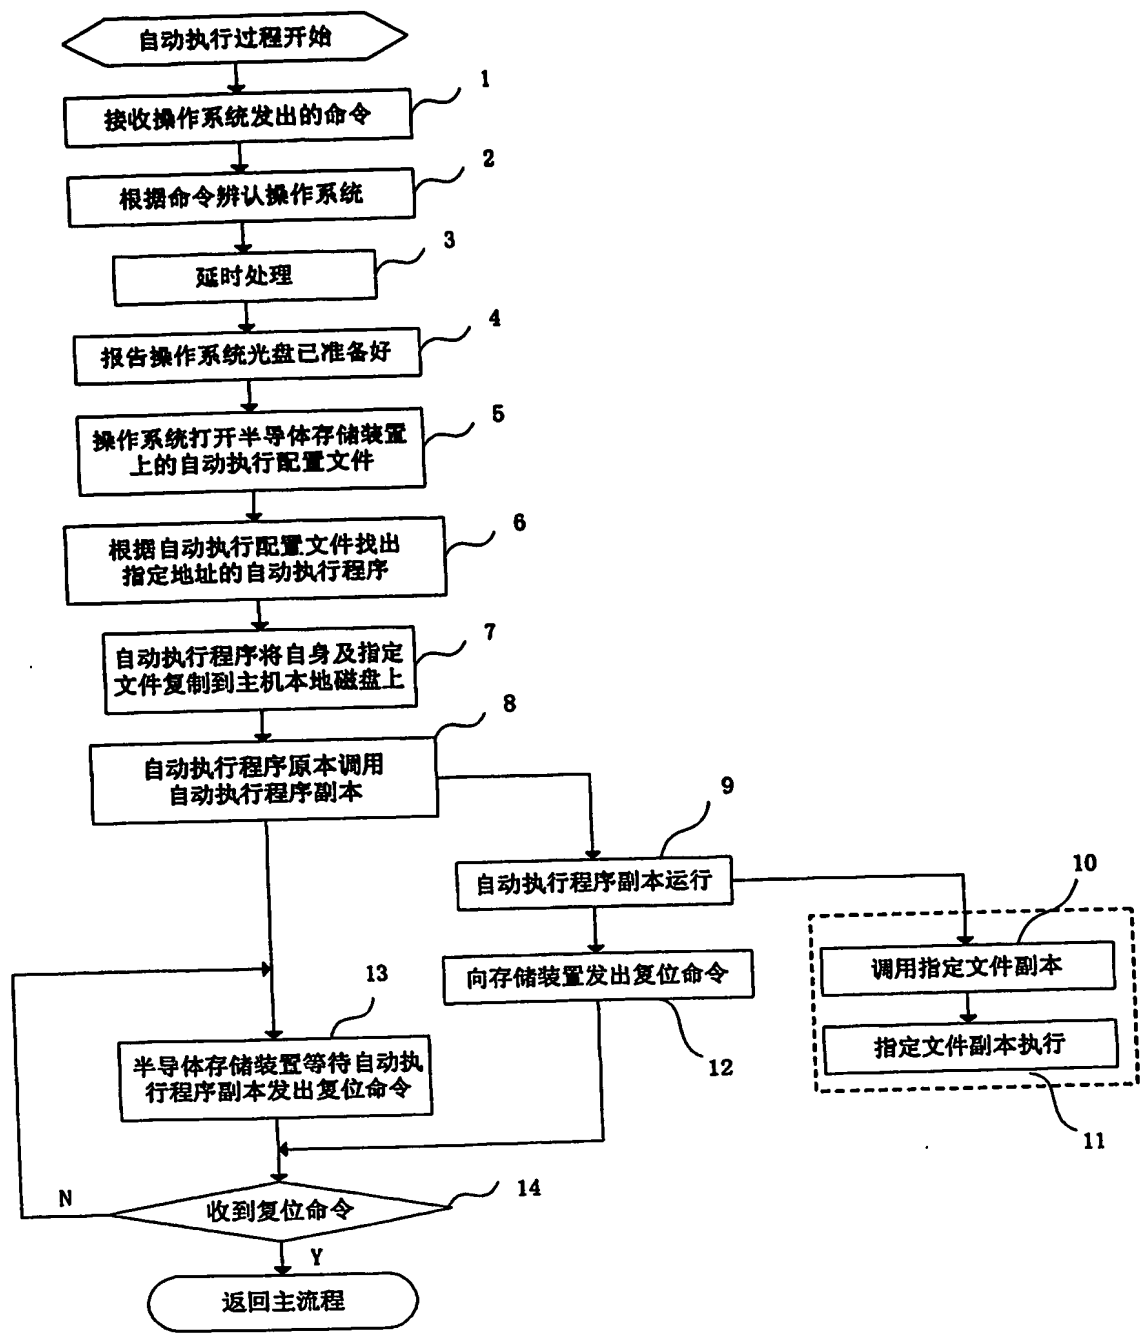 自动执行过程开始
1
接收操作系统发出的命令
2
根据命令辨认操作系统
3
延时处理
4
报告操作系统光盘已准备好
5
操作系统打开半导体存储装置
上的自动执行配置文件
6
根据自动执行配置文件找出
指定地址的自动执行程序
7
自动执行程序将自身及指定
文件复制到主机本地磁盘上
8
自动执行程序原本调用
自动执行程序副本
9
自动执行程序副本运行
10
调用指定文件副本
向存储装置发出复位命令
13
指定文件副本执行
12
半导体存储装置等待自动执
行程序副本发出复位命令
11
14
N
收到复位命令
Y
返回主流程